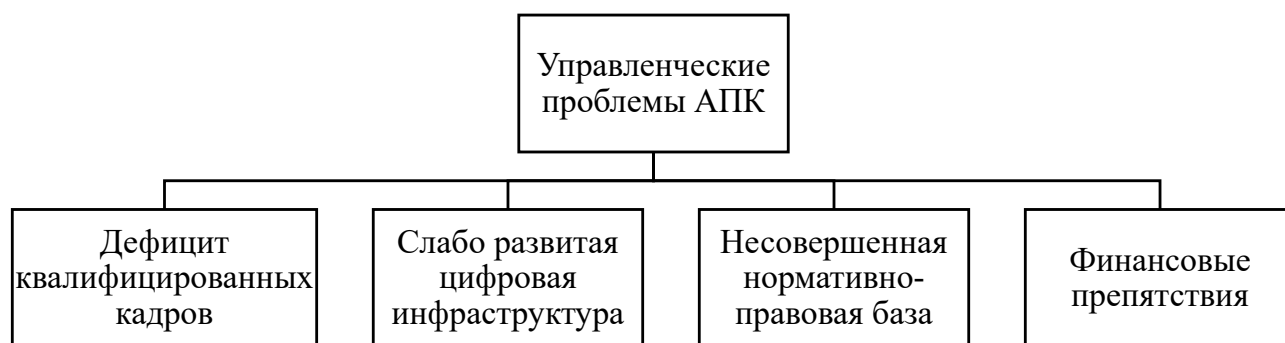 Управленческие
проблемы АПК
Дефицит
квалифицированных
кадров
Слабо развитая
цифровая
инфраструктура
Несовершенная
нормативно-
правовая база
Финансовые
препятствия